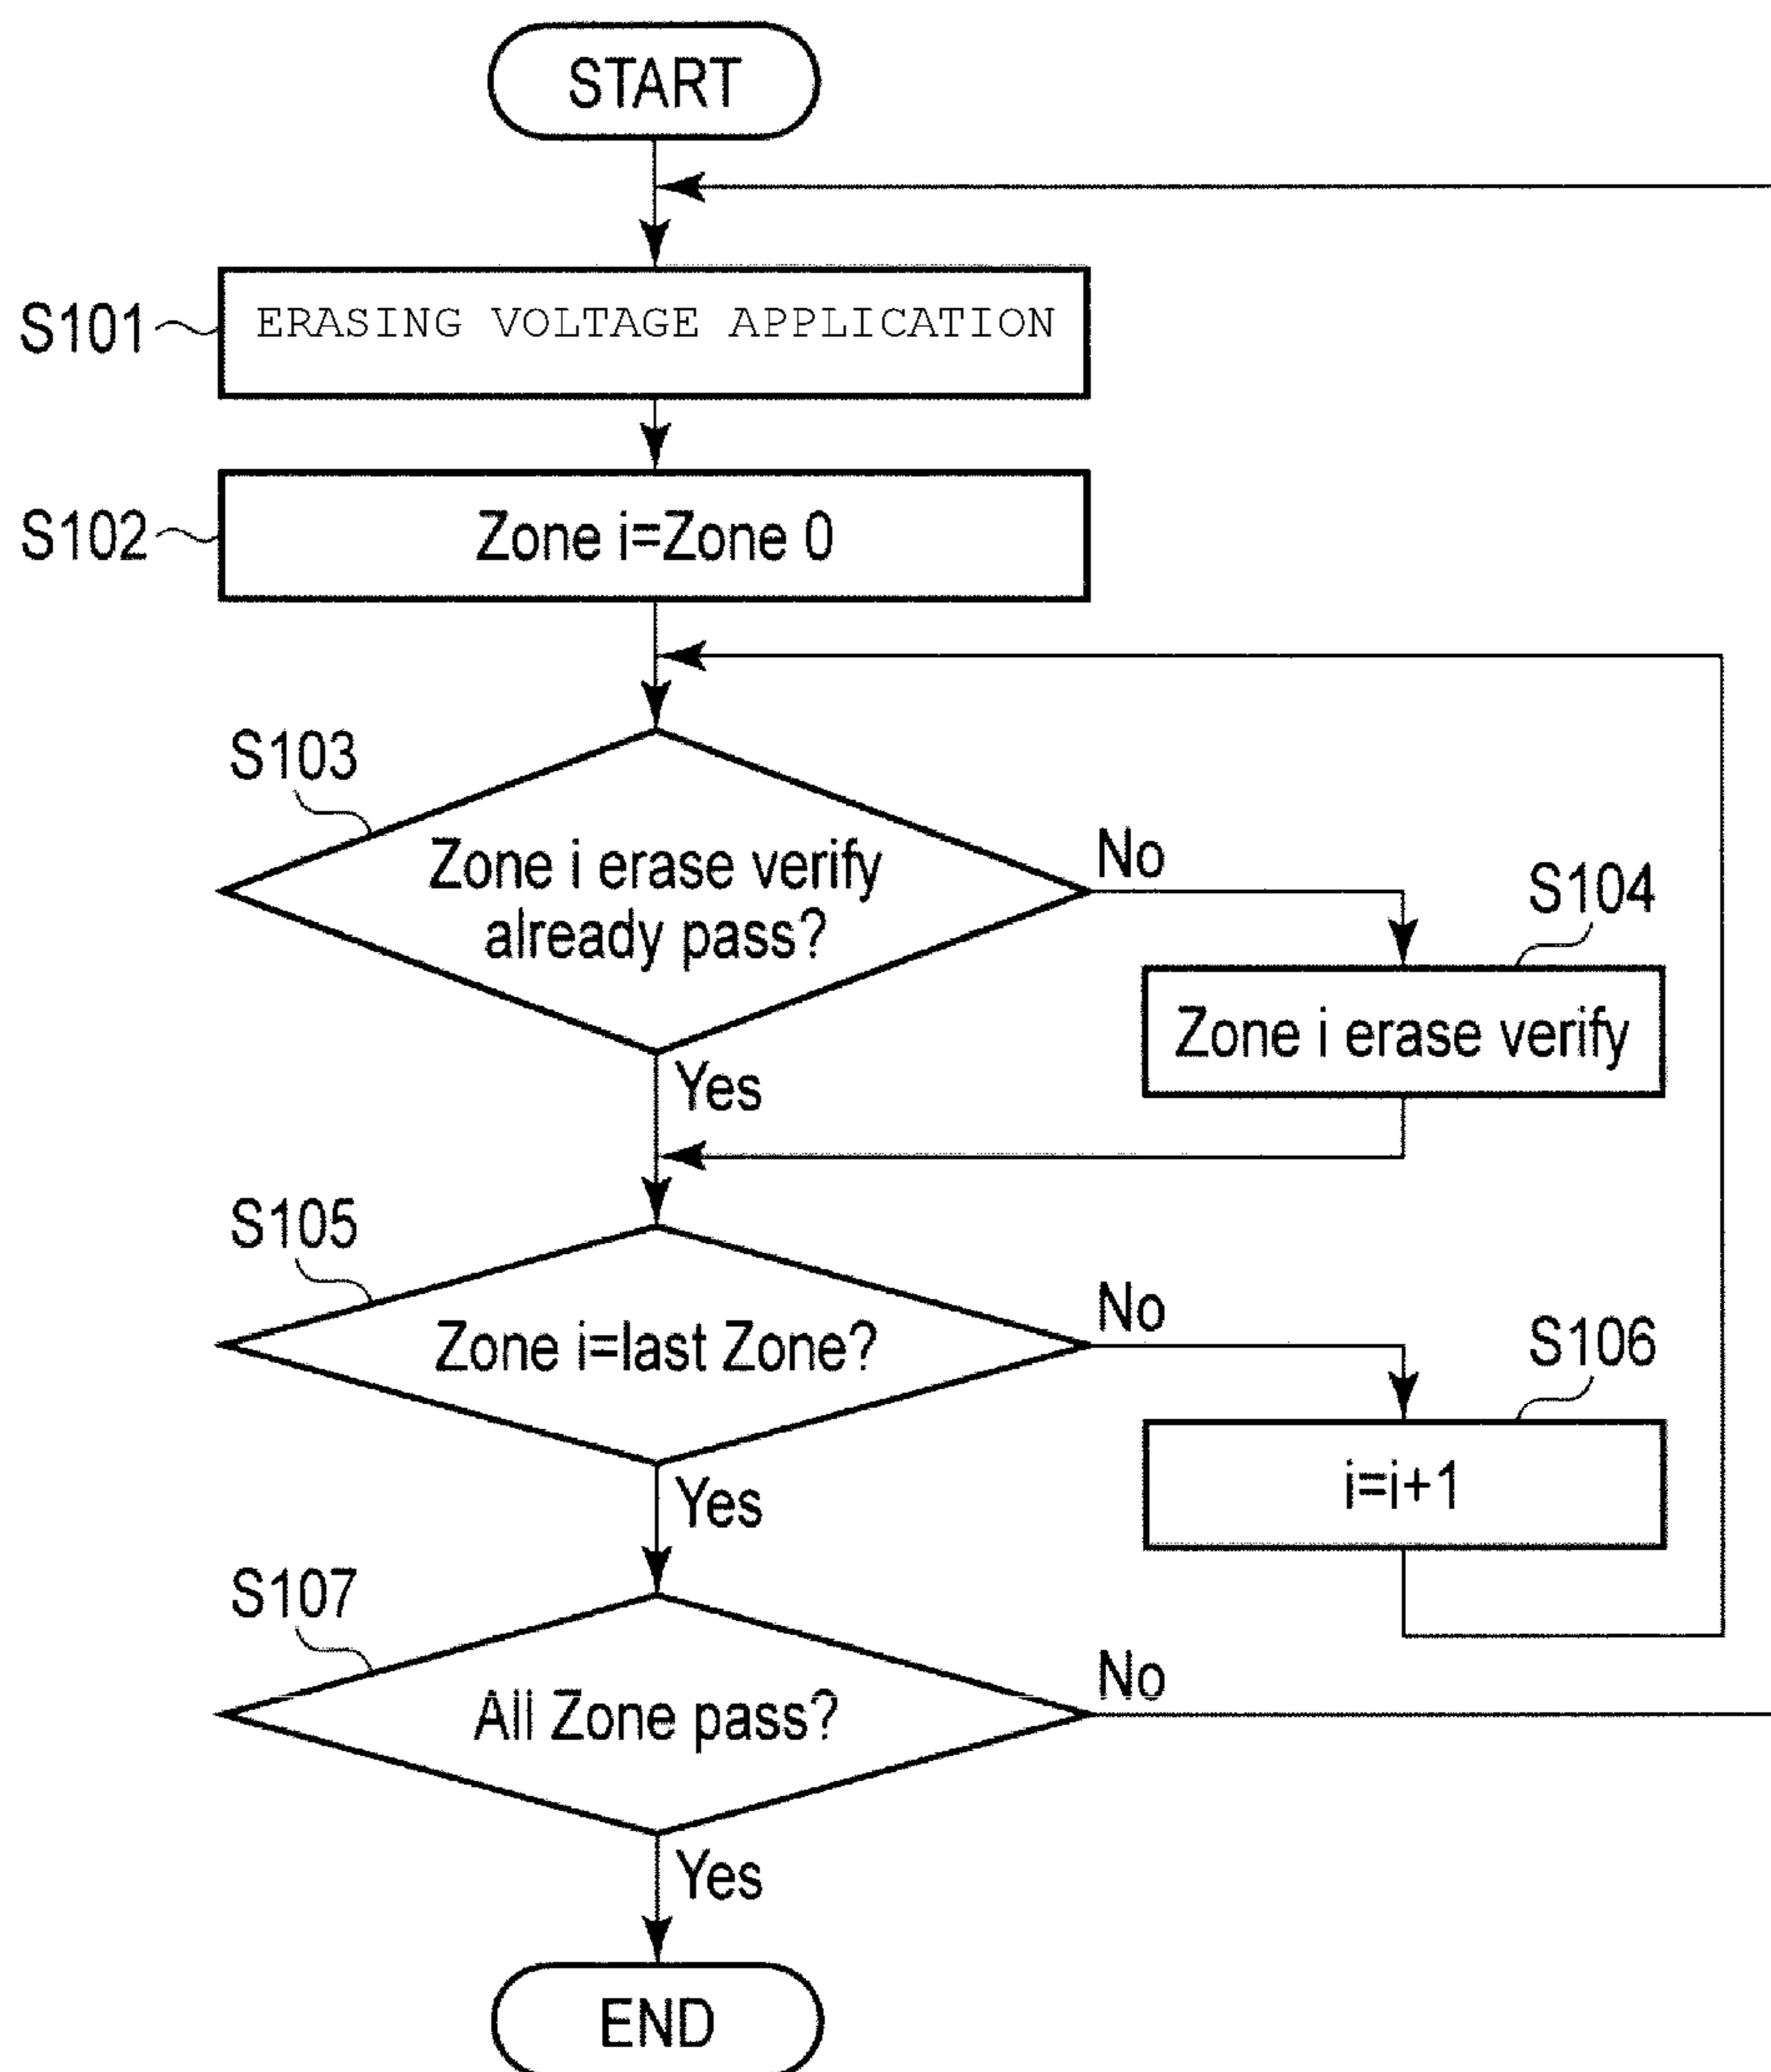 START
S101
ERASING VOLTAGE APPLICATION
S102
Zone i=Zone 0
S103
Zone i erase verify
already pass?
No
S104
Zone i erase verify
Yes
S105
Zone i=last Zone?
No
S106
i=i+1
Yes
S107
All Zone pass?
No
Yes
END